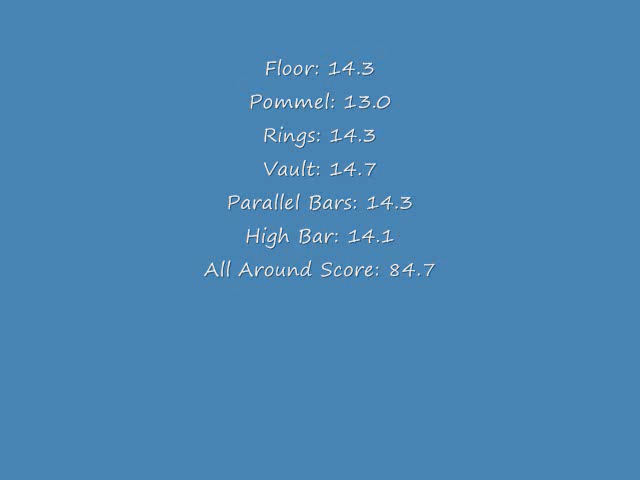 Floor: 14.3
Pommel: 13.0
Rings: 14.3
Vault: 14.7
Parallel Bars: 14.3
High Bar: 14.1
All Around Score: 84.7